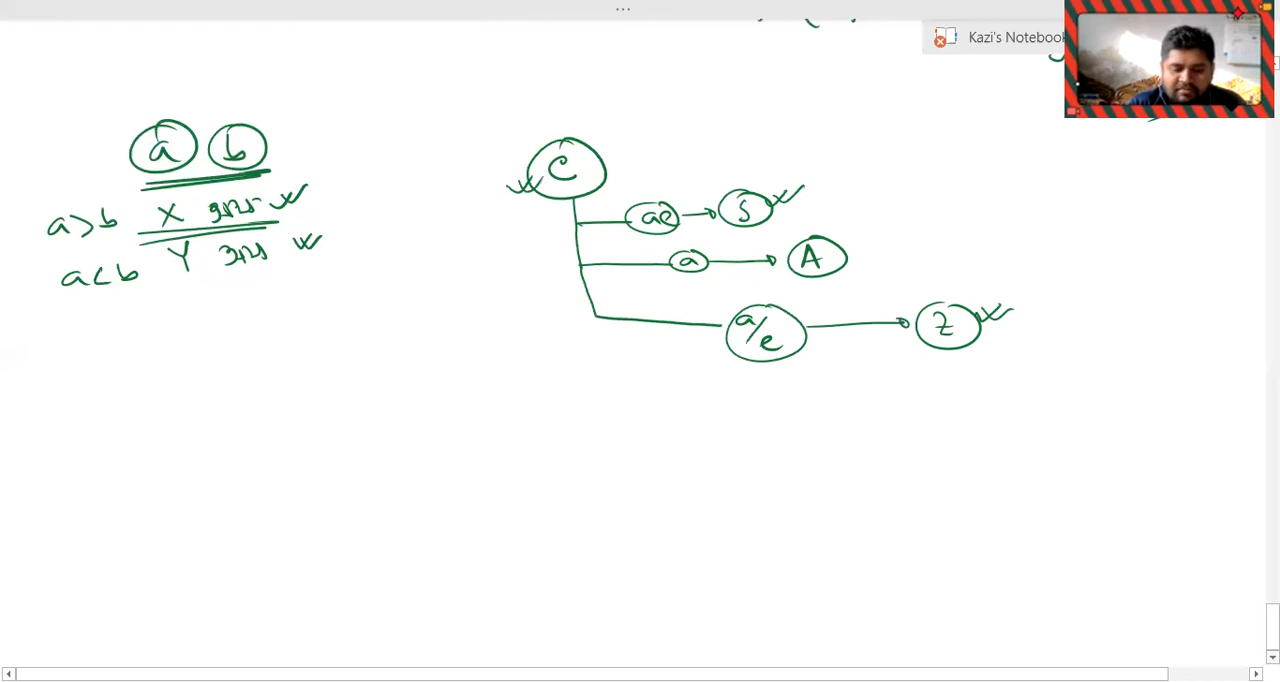 Kazi's Notebook
a b
a>b X
a<b Y
C
ae → S
a → A
a/e → Z